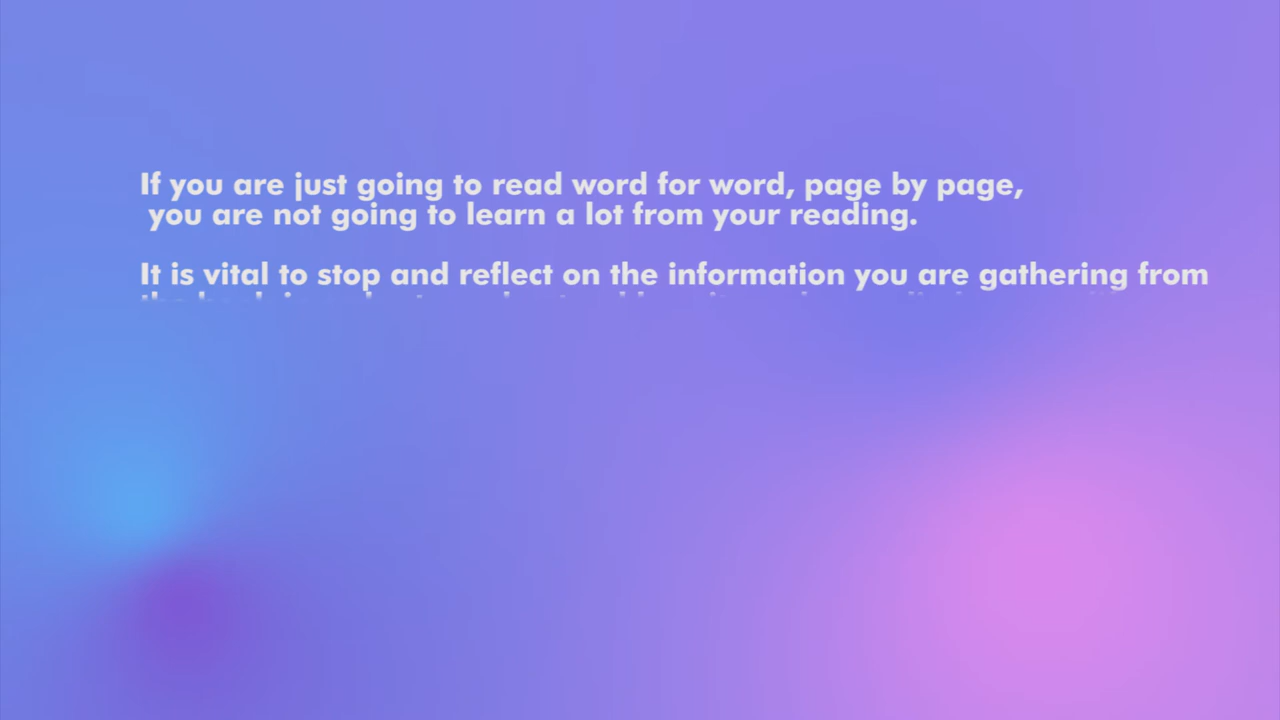 If you are just going to read word for word, page by page,
you are not going to learn a lot from your reading.
It is vital to stop and reflect on the information you are gathering from